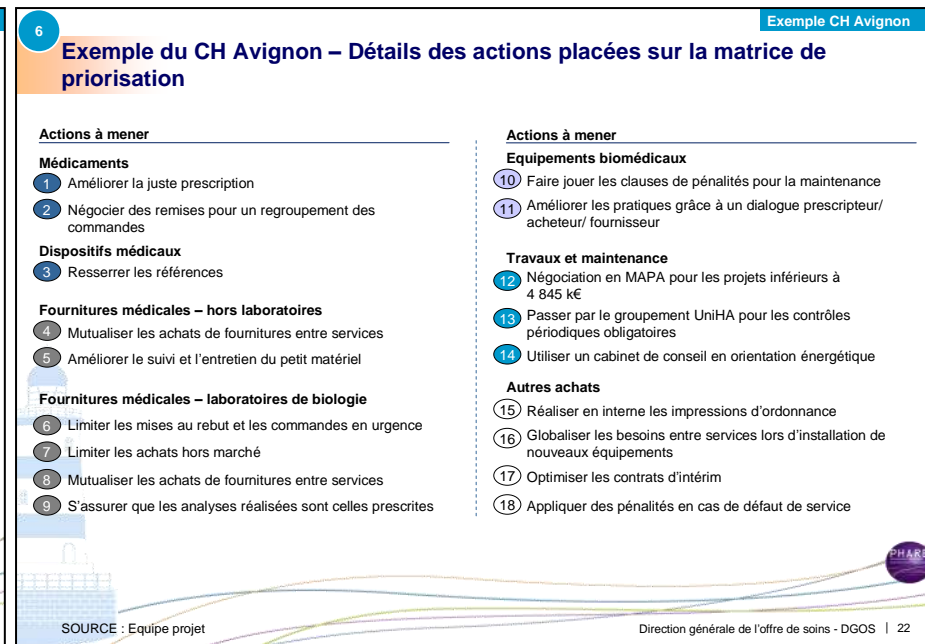 Exemple CH Avignon
6
Exemple du CH Avignon – Détails des actions placées sur la matrice de
priorisation
Actions à mener
Médicaments
1 Améliorer la juste prescription
2 Négocier des remises pour un regroupement des
commandes
Dispositifs médicaux
3 Resserrer les références
Fournitures médicales – hors laboratoires
4 Mutualiser les achats de fournitures entre services
5 Améliorer le suivi et l'entretien du petit matériel
Fournitures médicales – laboratoires de biologie
6 Limiter les mises au rebut et les commandes en urgence
7 Limiter les achats hors marché
8 Mutualiser les achats de fournitures entre services
9 S'assurer que les analyses réalisées sont celles prescrites
Actions à mener
Equipements biomédicaux
10 Faire jouer les clauses de pénalités pour la maintenance
11 Améliorer les pratiques grâce à un dialogue prescripteur/
acheteur/ fournisseur
Travaux et maintenance
12 Négociation en MAPA pour les projets inférieurs à
4 845 k€
13 Passer par le groupement UniHA pour les contrôles
périodiques obligatoires
14 Utiliser un cabinet de conseil en orientation énergétique
Autres achats
15 Réaliser en interne les impressions d'ordonnance
16 Globaliser les besoins entre services lors d'installation de
nouveaux équipements
17 Optimiser les contrats d'intérim
18 Appliquer des pénalités en cas de défaut de service
PHARE
SOURCE : Equipe projet
Direction générale de l'offre de soins - DGOS | 22